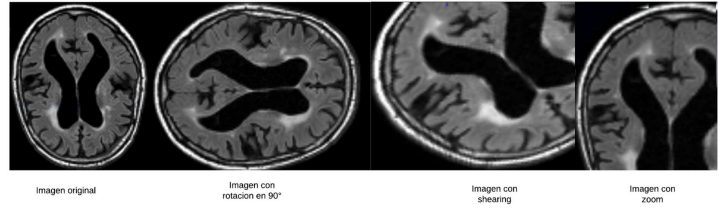 Imagen original
Imagen con
rotacion en 90°
Imagen con
shearing
Imagen con
zoom